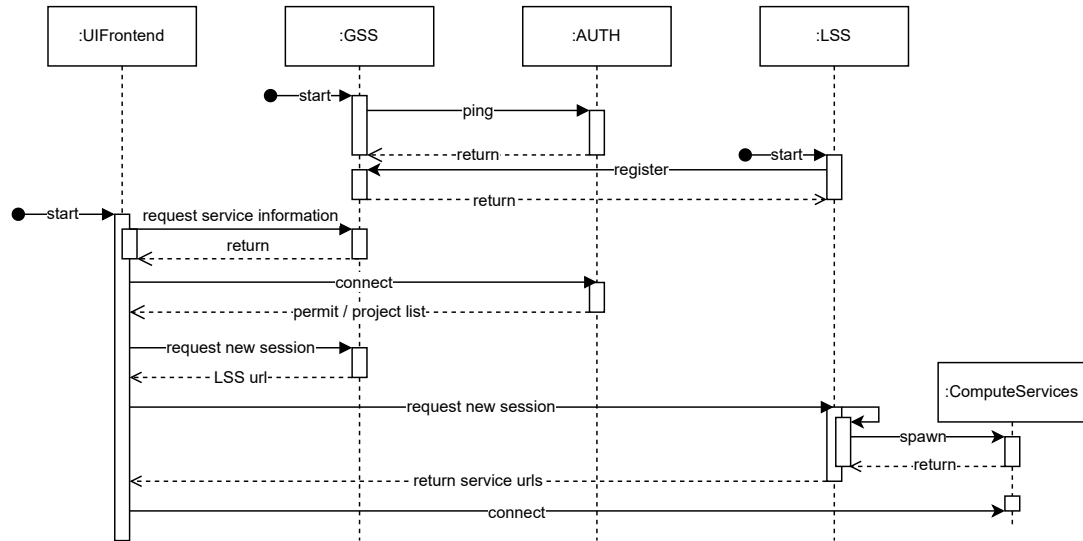 :UIFrontend
:GSS
:AUTH
:LSS
start
ping
return
start
register
return
start
request service information
return
connect
permit / project list
request new session
LSS url
:ComputeServices
request new session
spawn
return
return service urls
connect